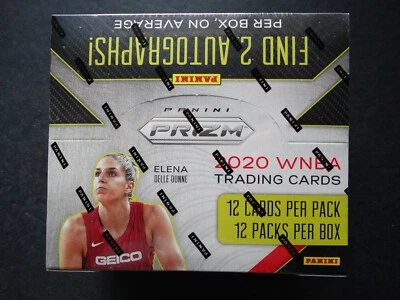 FIND 2 AUTOGRAPHS!
PER BOX, ON AVERAGE
PANINI
PANINI
PRIZM
ELENA
DELLE DONNE
2020 WNBA
TRADING CARDS
12 CARDS PER PACK
12 PACKS PER BOX
GEICO
PANINI